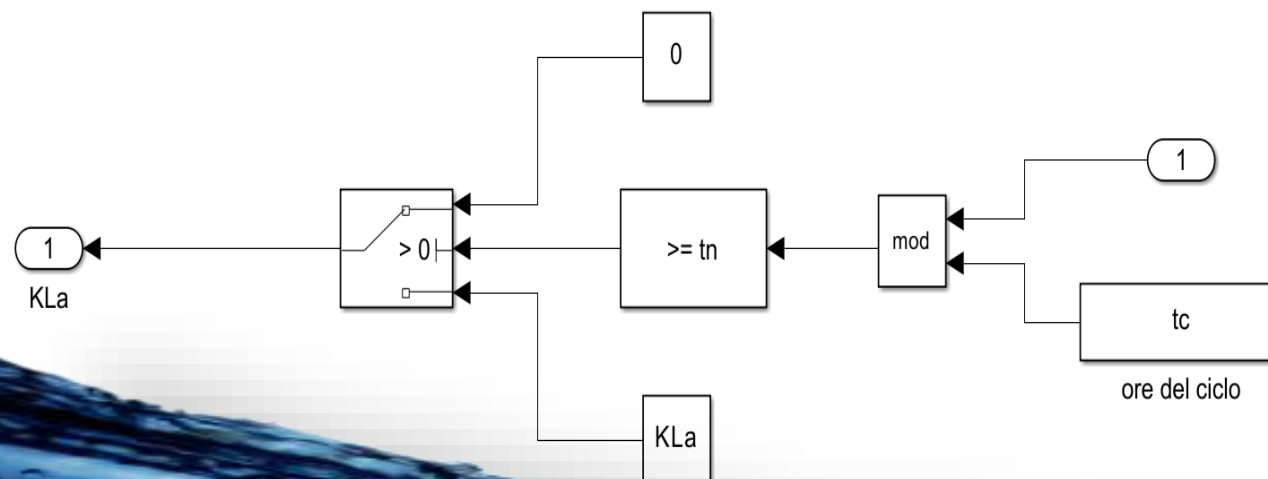 0
1
mod
>= tn
> 0
1
KLa
tc
ore del ciclo
KLa